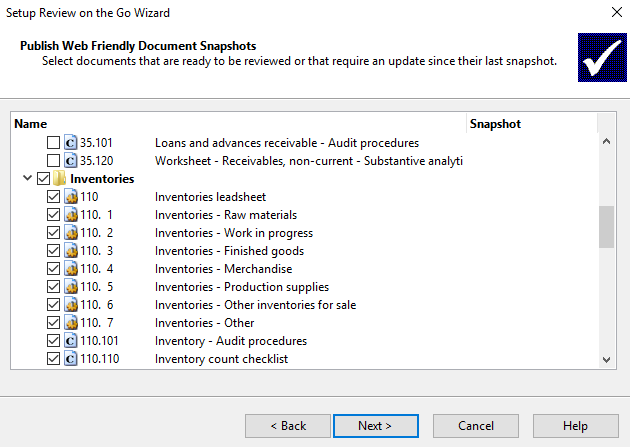 Setup Review on the Go Wizard
Publish Web Friendly Document Snapshots
Select documents that are ready to be reviewed or that require an update since their last snapshot.
Name Snapshot
C 35.101 Loans and advances receivable - Audit procedures
C 35.120 Worksheet - Receivables, non-current - Substantive analyti
Inventories
110 Inventories leadsheet
110. 1 Inventories - Raw materials
110. 2 Inventories - Work in progress
110. 3 Inventories - Finished goods
110. 4 Inventories - Merchandise
110. 5 Inventories - Production supplies
110. 6 Inventories - Other inventories for sale
110. 7 Inventories - Other
C 110.101 Inventory - Audit procedures
C 110.110 Inventory count checklist
< Back Next > Cancel Help